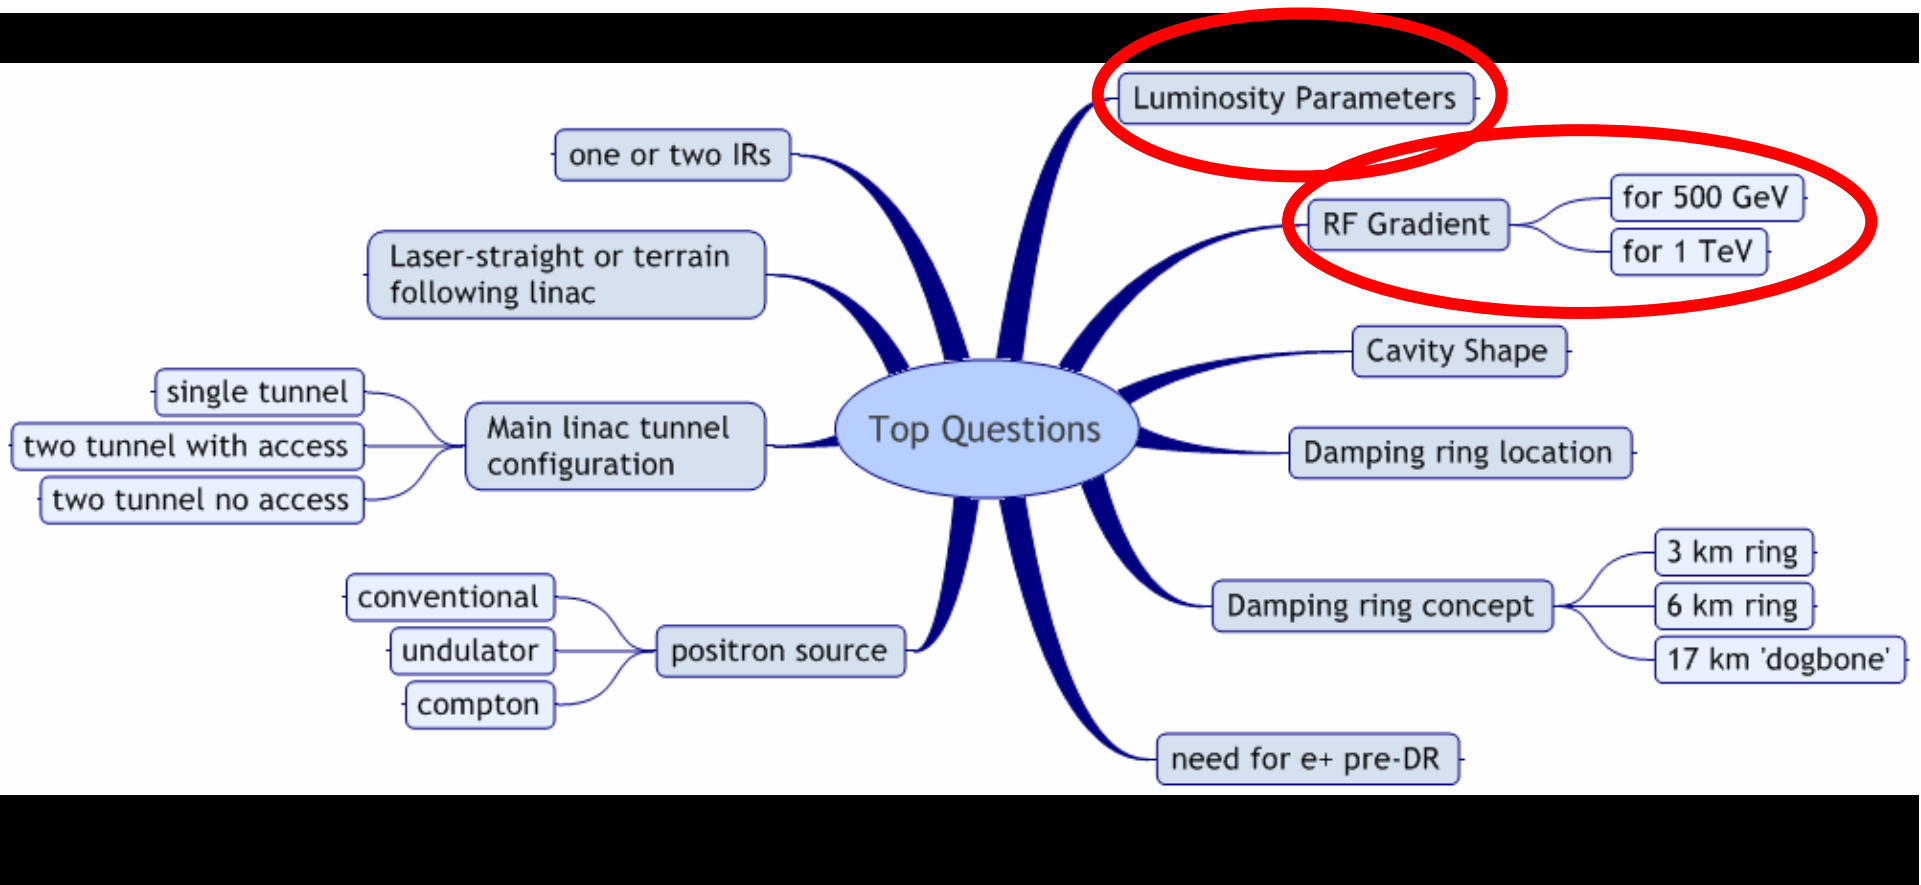 Luminosity Parameters
one or two IRs
for 500 GeV
RF Gradient
for 1 TeV
Laser-straight or terrain
following linac
Cavity Shape
single tunnel
two tunnel with access
two tunnel no access
Main linac tunnel
configuration
Top Questions
Damping ring location
3 km ring
6 km ring
17 km 'dogbone'
Damping ring concept
conventional
undulator
compton
positron source
need for e+ pre-DR